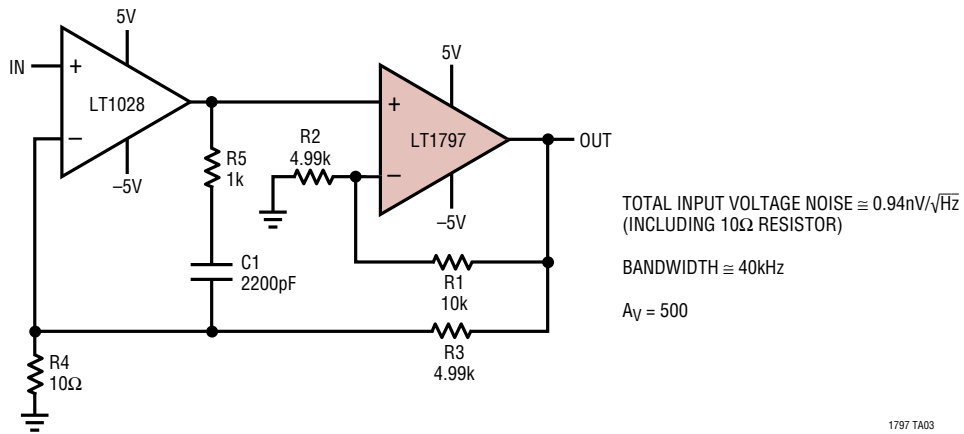 5V
IN
+
LT1028
–
–5V
R5
1k
C1
2200pF
R2
4.99k
5V
+
LT1797
–
–5V
OUT
R1
10k
R3
4.99k
R4
10Ω
TOTAL INPUT VOLTAGE NOISE ≅ 0.94nV/√Hz
(INCLUDING 10Ω RESISTOR)
BANDWIDTH ≅ 40kHz
AV = 500
1797 TA03